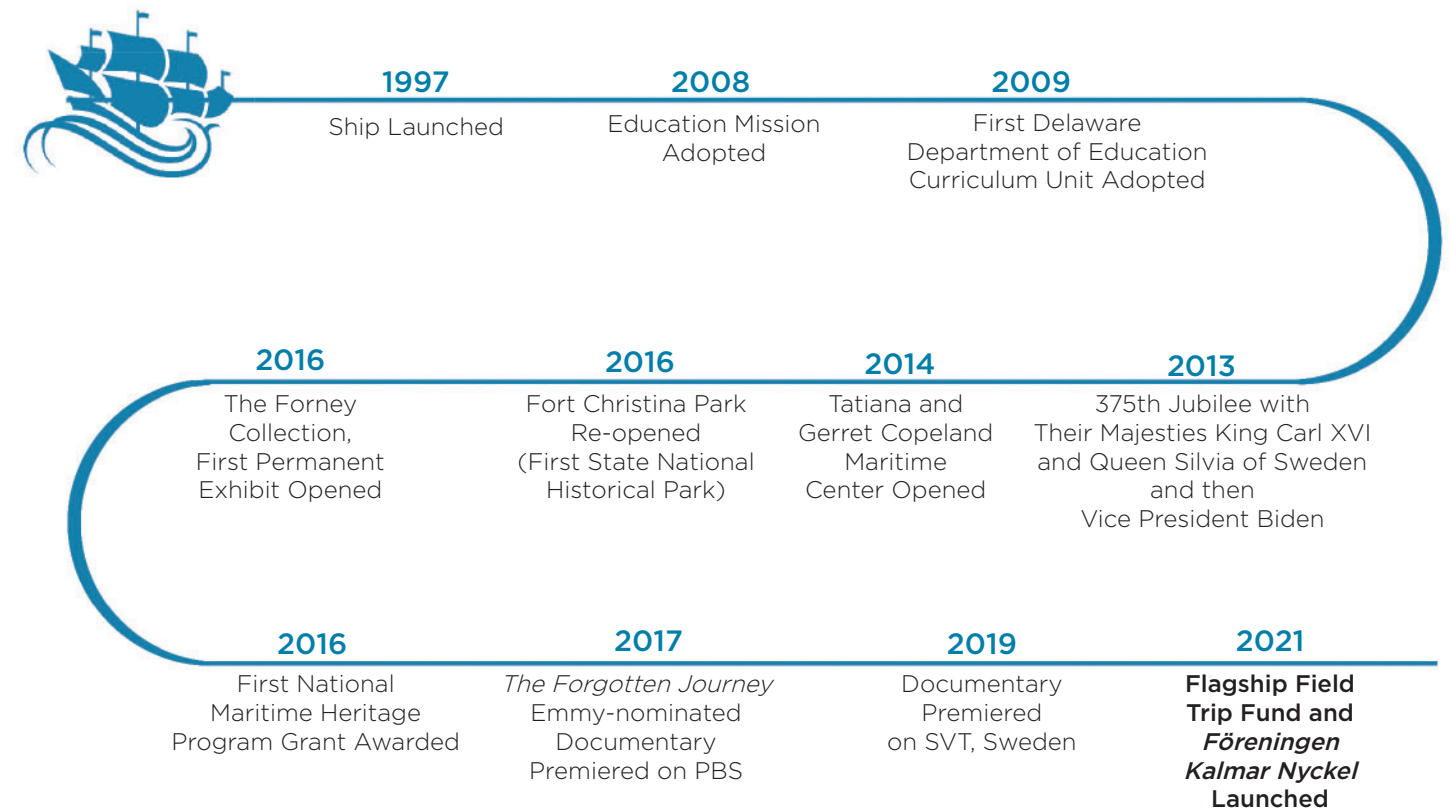 1997
Ship Launched
2008
Education Mission
Adopted
2009
First Delaware
Department of Education
Curriculum Unit Adopted
2013
375th Jubilee with
Their Majesties King Carl XVI
and Queen Silvia of Sweden
and then
Vice President Biden
2014
Tatiana and
Gerret Copeland
Maritime
Center Opened
2016
Fort Christina Park
Re-opened
(First State National
Historical Park)
2016
The Forney
Collection,
First Permanent
Exhibit Opened
2016
First National
Maritime Heritage
Program Grant Awarded
2017
The Forgotten Journey
Emmy-nominated
Documentary
Premiered on PBS
2019
Documentary
Premiered
on SVT, Sweden
2021
Flagship Field
Trip Fund and
Föreningen
Kalmar Nyckel
Launched